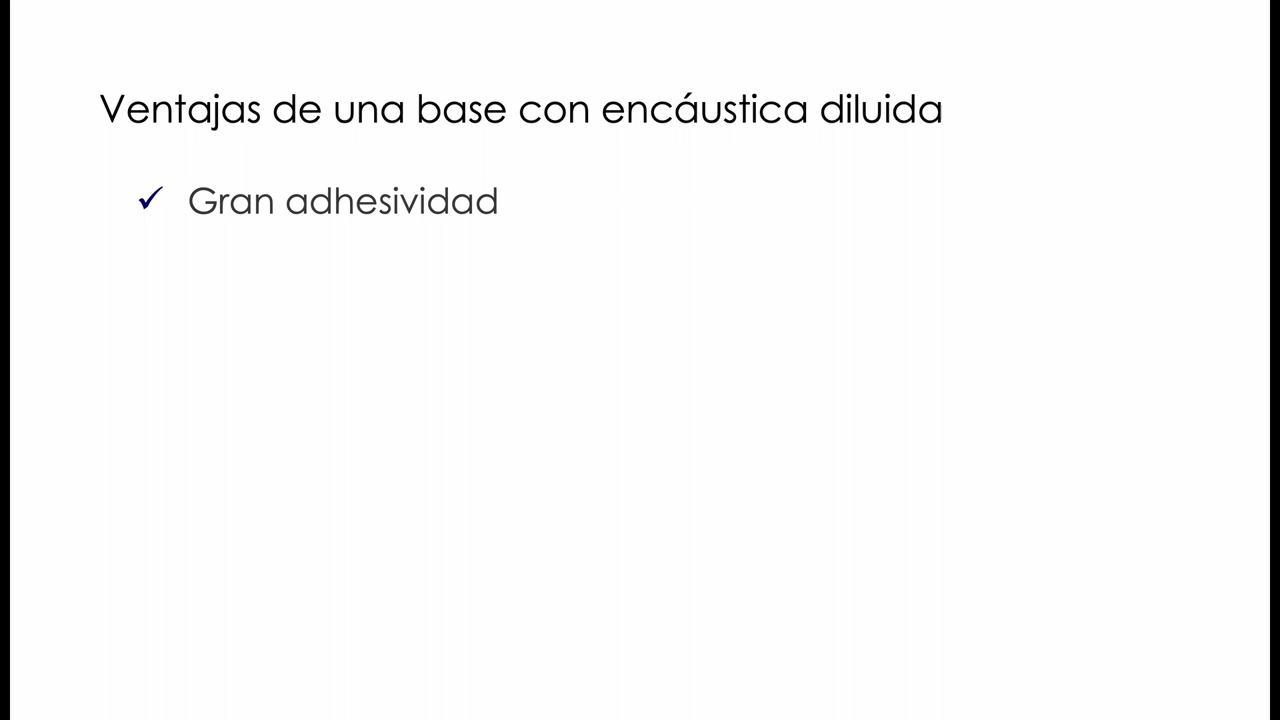 Ventajas de una base con encáustica diluida
✓ Gran adhesividad